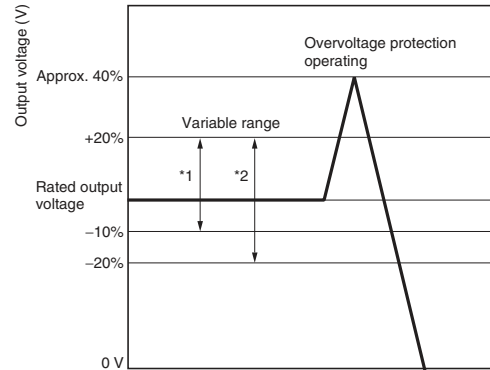 Output voltage (V)
Overvoltage protection
operating
Approx. 40%
+20%
Variable range
*1
*2
Rated output
voltage
−10%
−20%
0 V